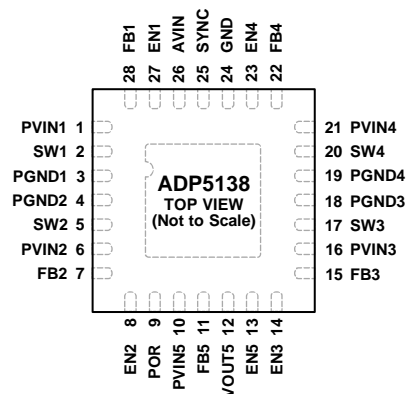 28 FB1
27 EN1
26 AVIN
25 SYNC
24 GND
23 EN4
22 FB4
PVIN1 1
SW1 2
PGND1 3
PGND2 4
SW2 5
PVIN2 6
FB2 7
ADP5138
TOP VIEW
(Not to Scale)
21 PVIN4
20 SW4
19 PGND4
18 PGND3
17 SW3
16 PVIN3
15 FB3
EN2 8
POR 9
PVIN5 10
FB5 11
VOUT5 12
EN5 13
EN3 14